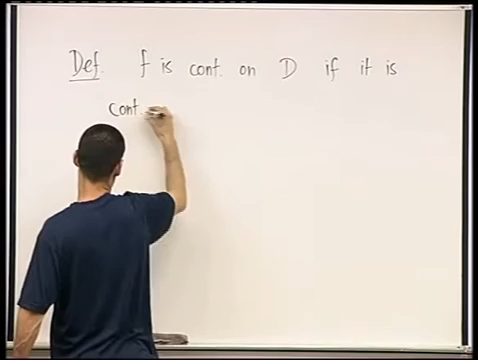 Def. f is cont. on D if it is
cont.